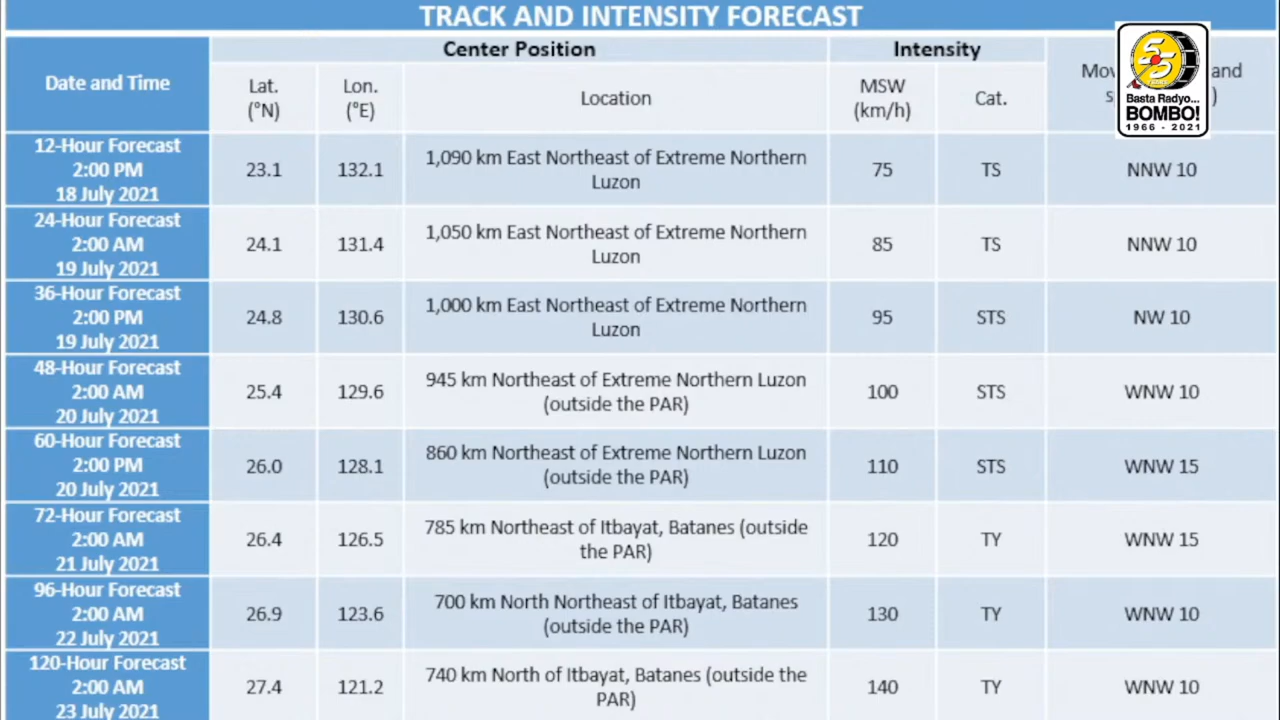 TRACK AND INTENSITY FORECAST
Date and Time
Center Position
Intensity
Lat.
(°N)
Lon.
(°E)
Location
MSW
(km/h)
Cat.
and
55
Basta Radyo...
BOMBO!
1966 - 2021
12-Hour Forecast
2:00 PM
18 July 2021
23.1
132.1
1,090 km East Northeast of Extreme Northern
Luzon
75
TS
NNW 10
24-Hour Forecast
2:00 AM
19 July 2021
24.1
131.4
1,050 km East Northeast of Extreme Northern
Luzon
85
TS
NNW 10
36-Hour Forecast
2:00 PM
19 July 2021
24.8
130.6
1,000 km East Northeast of Extreme Northern
Luzon
95
STS
NW 10
48-Hour Forecast
2:00 AM
20 July 2021
25.4
129.6
945 km Northeast of Extreme Northern Luzon
(outside the PAR)
100
STS
WNW 10
60-Hour Forecast
2:00 PM
20 July 2021
26.0
128.1
860 km Northeast of Extreme Northern Luzon
(outside the PAR)
110
STS
WNW 15
72-Hour Forecast
2:00 AM
21 July 2021
26.4
126.5
785 km Northeast of Itbayat, Batanes (outside
the PAR)
120
TY
WNW 15
96-Hour Forecast
2:00 AM
22 July 2021
26.9
123.6
700 km North Northeast of Itbayat, Batanes
(outside the PAR)
130
TY
WNW 10
120-Hour Forecast
2:00 AM
23 July 2021
27.4
121.2
740 km North of Itbayat, Batanes (outside the
PAR)
140
TY
WNW 10